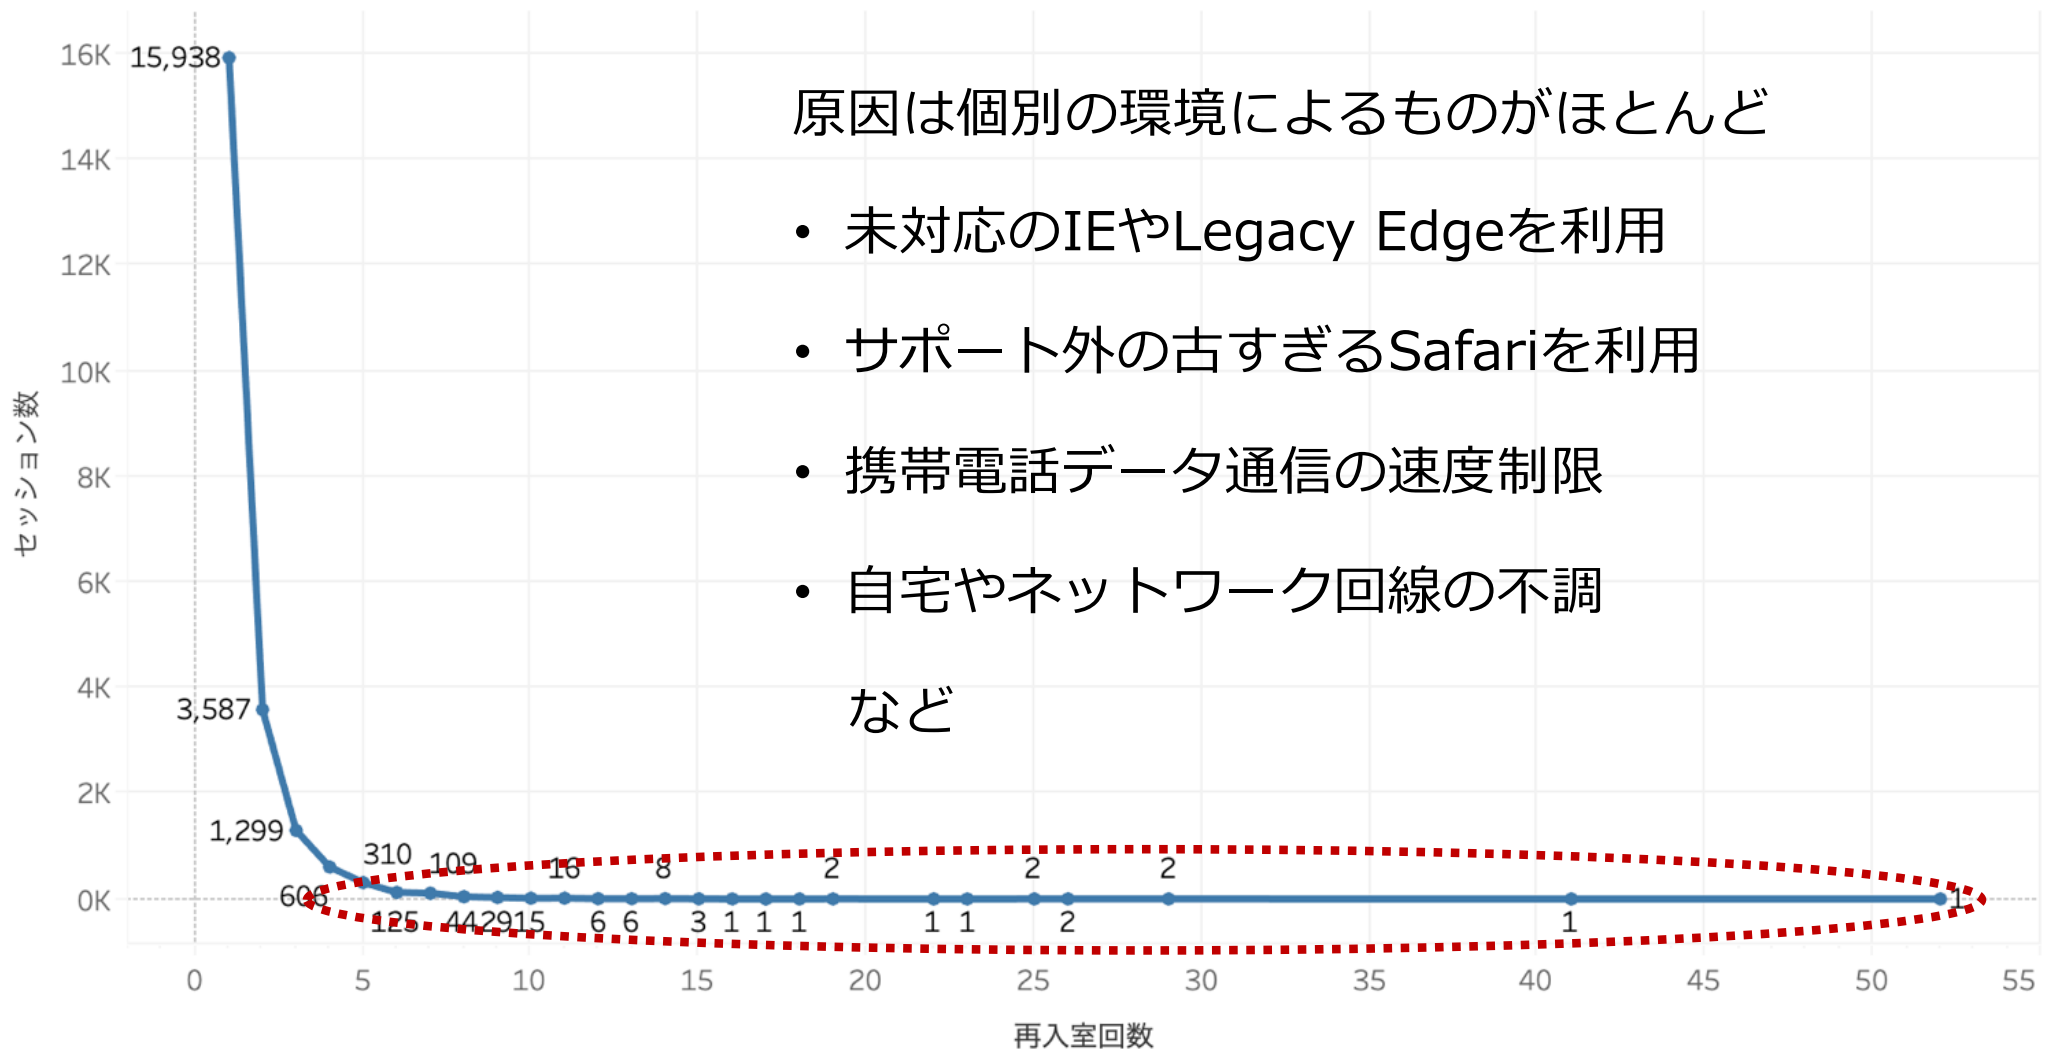 原因は個別の環境によるものがほとんど
• 未対応のIEやLegacy Edgeを利用
• サポート外の古すぎるSafariを利用
• 携帯電話データ通信の速度制限
• 自宅やネットワーク回線の不調
など
セッション数
16K
14K
12K
10K
8K
6K
4K
2K
0K
15,938
3,587
1,299
606
310
125
109
44
29
15
16
6
6
8
3
1
1
1
2
1
1
2
2
2
1
1
0 5 10 15 20 25 30 35 40 45 50 55
再入室回数